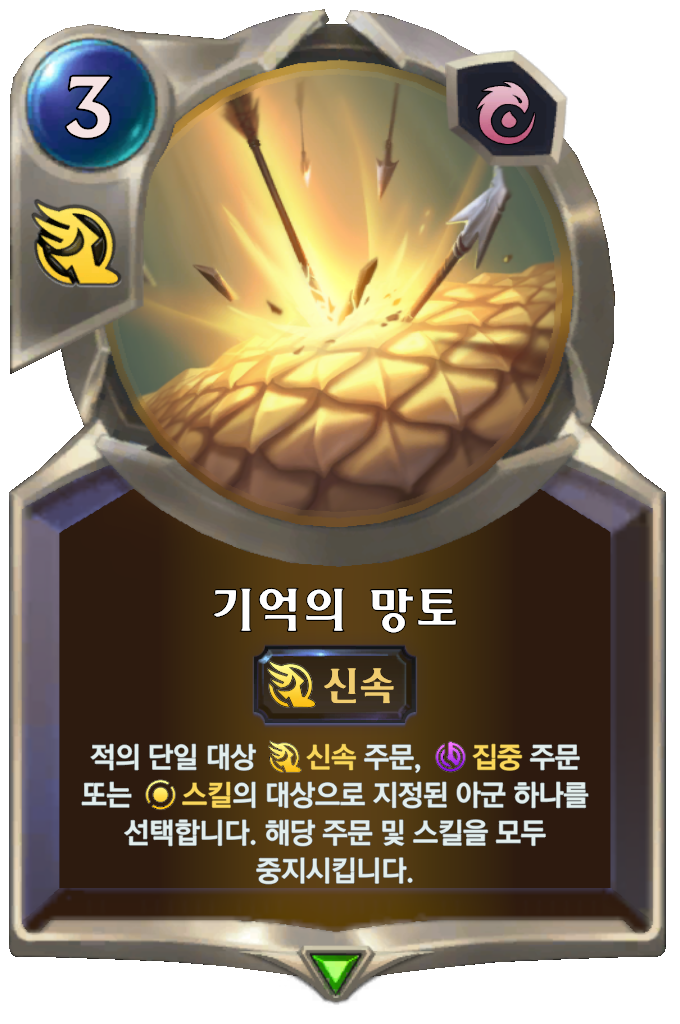 3
기억의 망토
신속
적의 단일 대상 신속 주문, 집중 주문
또는 스킬의 대상으로 지정된 아군 하나를
선택합니다. 해당 주문 및 스킬을 모두
중지시킵니다.